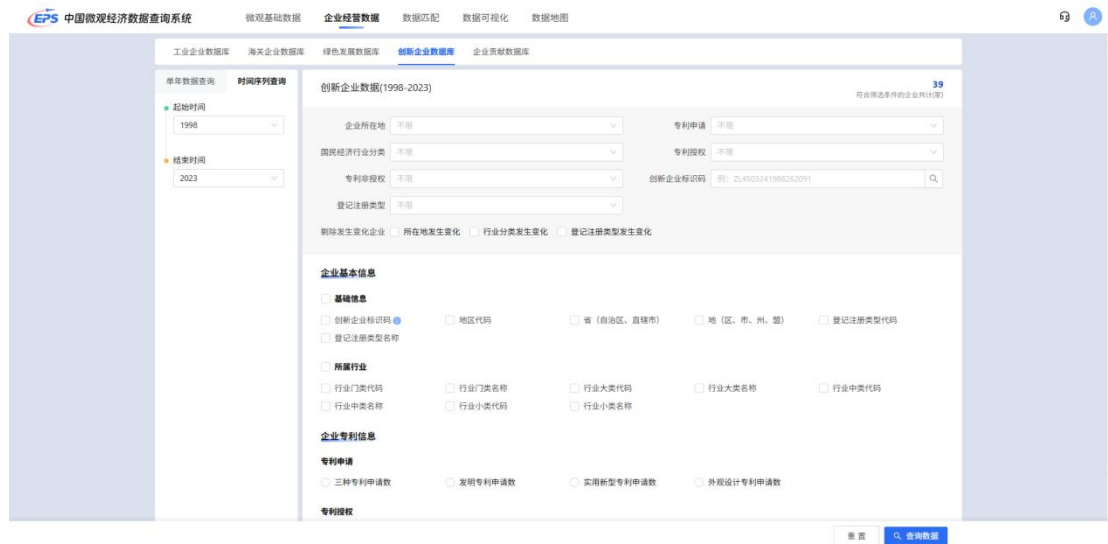 EPS 中国微观经济数据查询系统 微观基础数据 企业经营数据 数据匹配 数据可视化 数据地图
工业企业数据库 海关企业数据库 绿色发展数据库 创新企业数据库 企业贡献数据库
单年数据查询 时间序列查询
起始时间
1998
结束时间
2023
创新企业数据(1998-2023)
39
符合筛选条件的企业共计(家)
企业所在地 不限 专利申请 不限
国民经济行业分类 不限 专利授权 不限
专利非授权 不限 创新企业标识码 例：ZL4503241988262091
登记注册类型 不限
剔除发生变化企业 所在地发生变化 行业分类发生变化 登记注册类型发生变化
企业基本信息
基础信息
创新企业标识码 地区代码 省（自治区、直辖市） 地（区、市、州、盟） 登记注册类型代码
登记注册类型名称
所属行业
行业门类代码 行业门类名称 行业大类代码 行业大类名称 行业中类代码
行业中类名称 行业小类代码 行业小类名称
企业专利信息
专利申请
三种专利申请数 发明专利申请数 实用新型专利申请数 外观设计专利申请数
专利授权
重置 查询数据